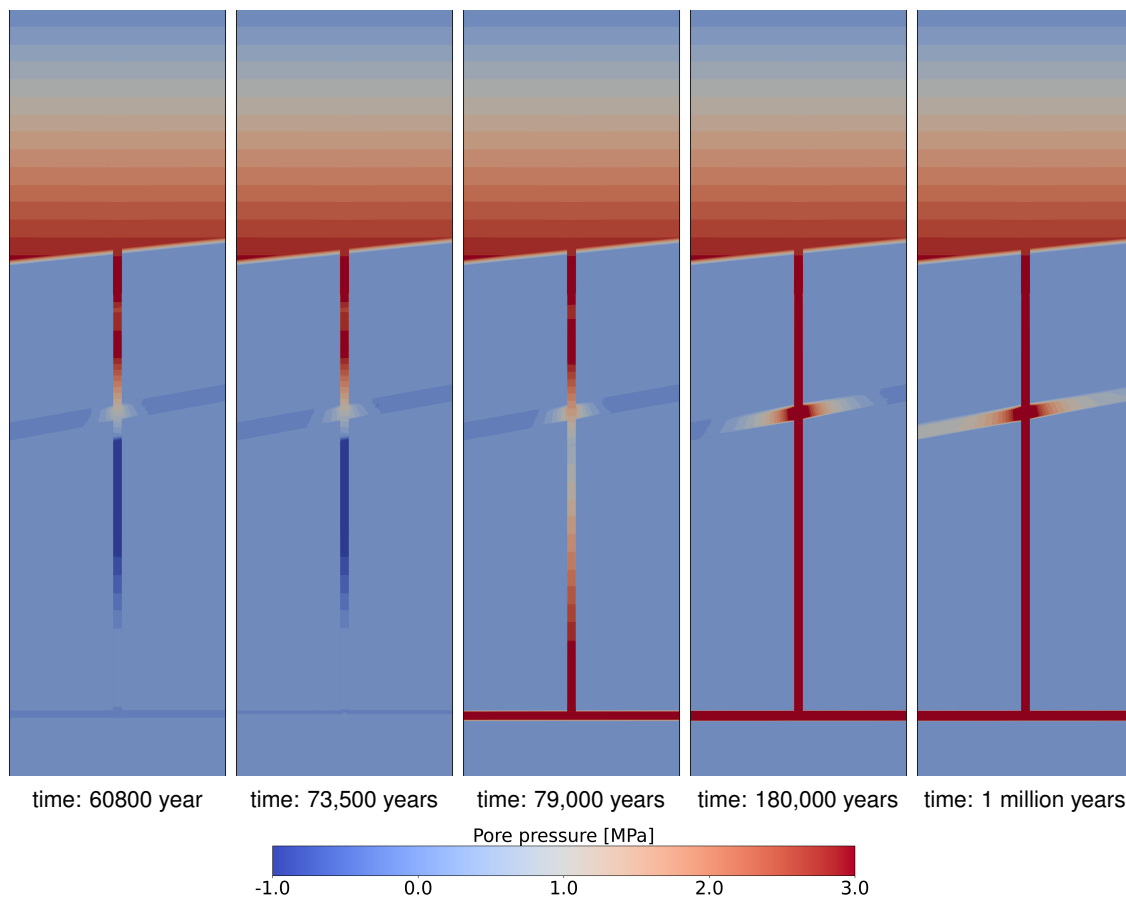 time: 60800 year
time: 73,500 years
time: 79,000 years
time: 180,000 years
time: 1 million years
Pore pressure [MPa]
-1.0 0.0 1.0 2.0 3.0